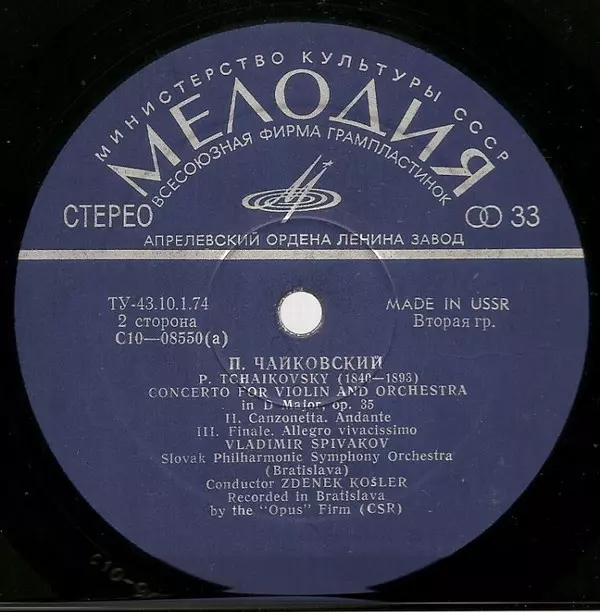 МИНИСТЕРСТВО КУЛЬТУРЫ СССР
МЕЛОДИЯ
ВСЕСОЮЗНАЯ ФИРМА ГРАМПЛАСТИНОК
СТЕРЕО
33
АПРЕЛЕВСКИЙ ОРДЕНА ЛЕНИНА ЗАВОД
ТУ-43.10.1.74
MADE IN USSR
2 сторона
Вторая гр.
С10—08550(а)
П. ЧАЙКОВСКИЙ
P. TCHAIKOVSKY (1840—1893)
CONCERTO FOR VIOLIN AND ORCHESTRA
in D Major, op. 35
II. Canzonetta. Andante
III. Finale. Allegro vivacissimo
VLADIMIR SPIVAKOV
Slovak Philharmonic Symphony Orchestra
(Bratislava)
Conductor ZDENEK KOŠLER
Recorded in Bratislava
by the "Opus" Firm (CSR)